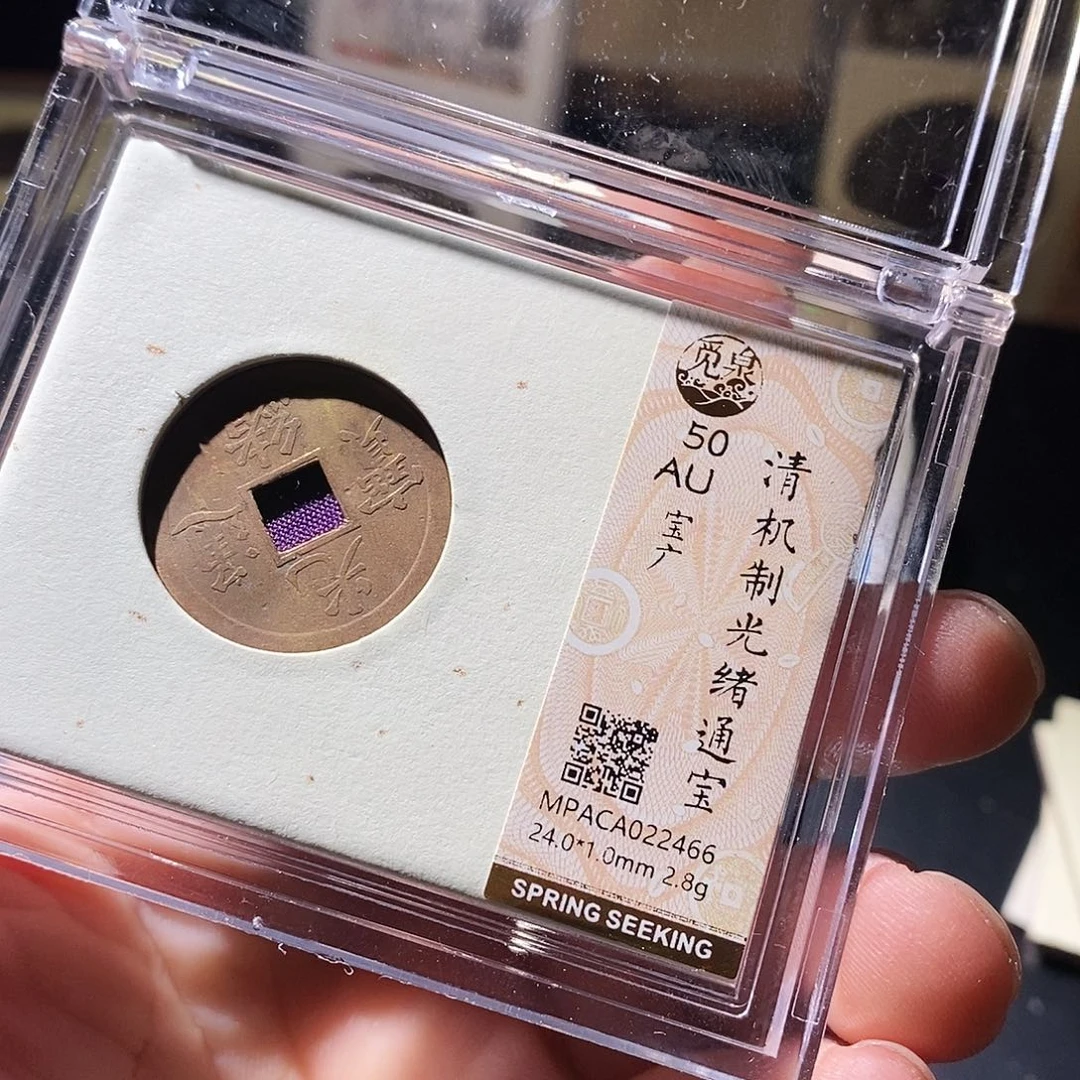 觅泉
50
AU
宝广
清机制光绪通宝
MPACA022466
24.0*1.0mm 2.8g
SPRING SEEKING